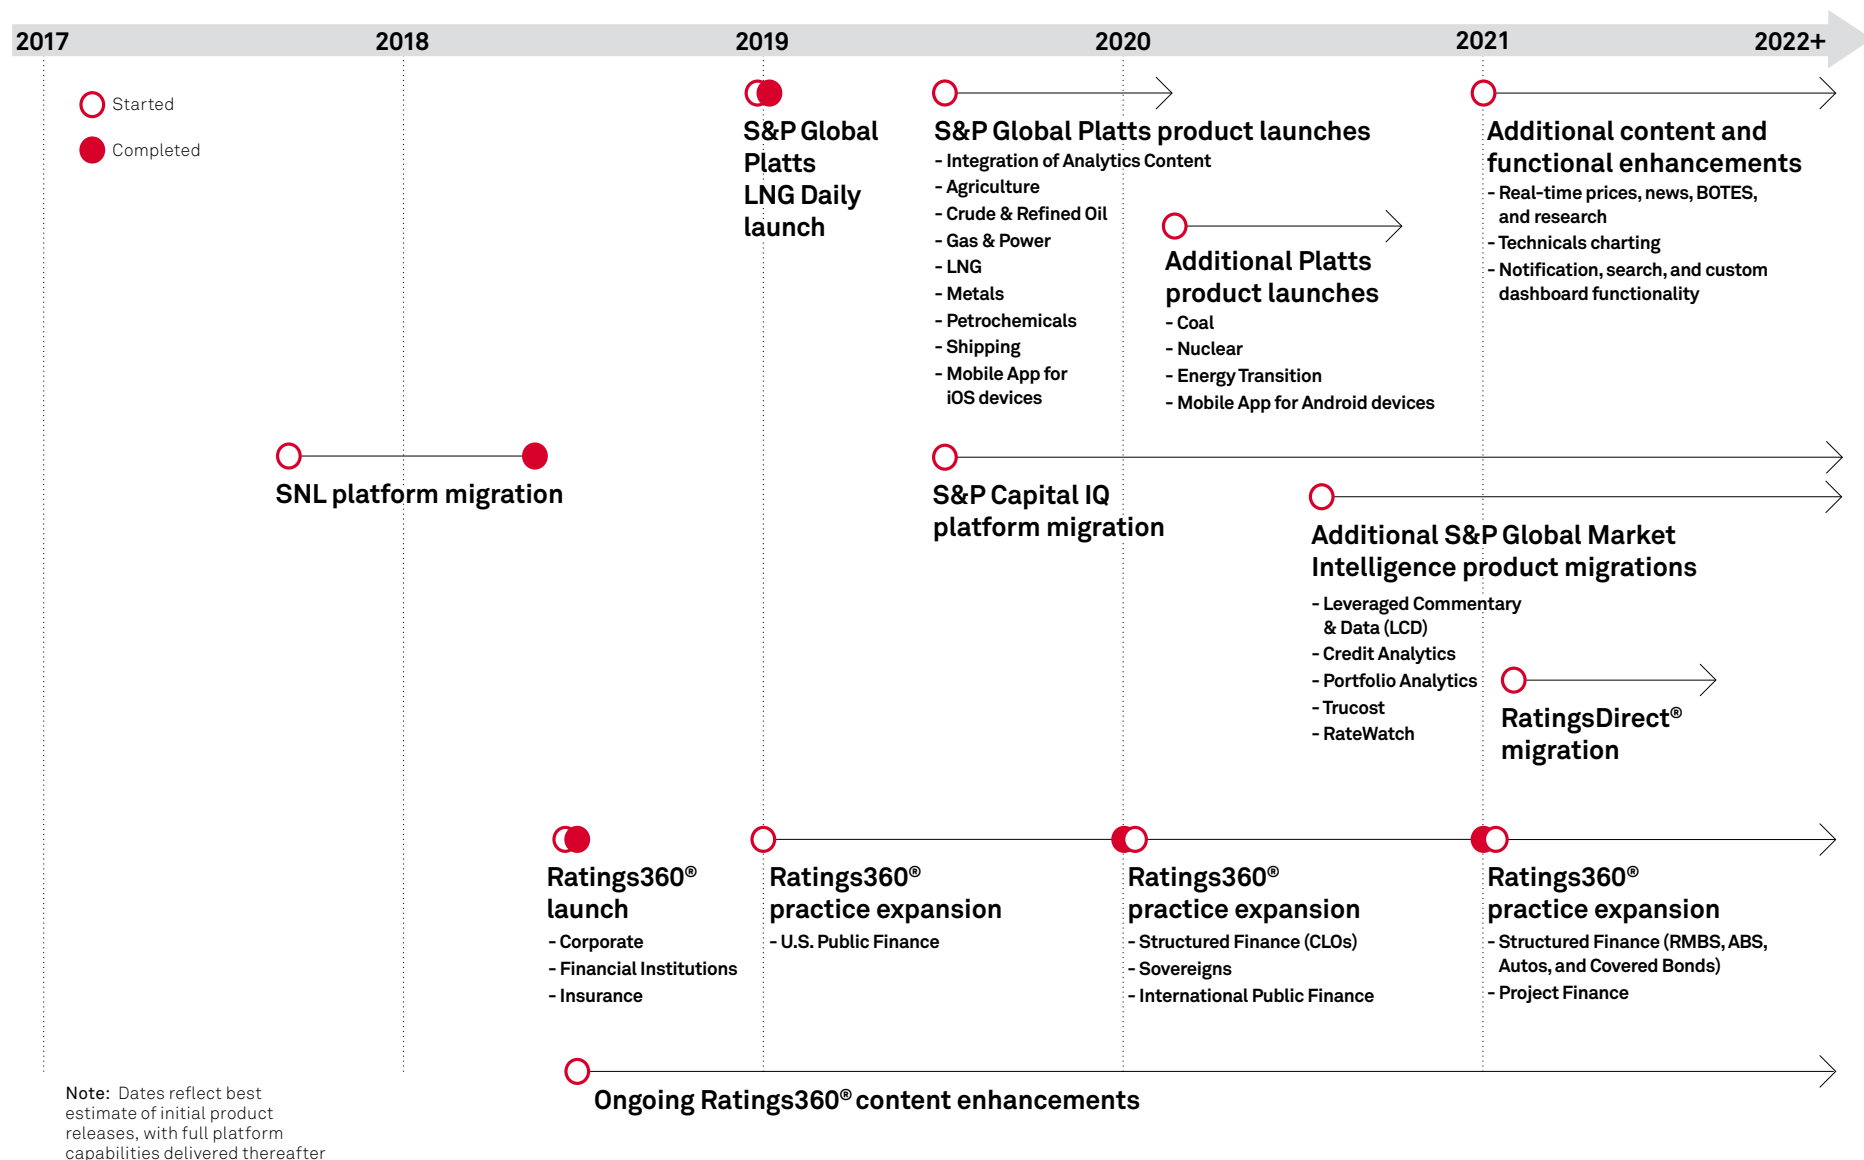 2017 2018 2019 2020 2021 2022+
Started
Completed
S&P Global
Platts
LNG Daily
launch
S&P Global Platts product launches
- Integration of Analytics Content
- Agriculture
- Crude & Refined Oil
- Gas & Power
- LNG
- Metals
- Petrochemicals
- Shipping
- Mobile App for
iOS devices
Additional Platts
product launches
- Coal
- Nuclear
- Energy Transition
- Mobile App for Android devices
Additional content and
functional enhancements
- Real-time prices, news, BOTES,
and research
- Technicals charting
- Notification, search, and custom
dashboard functionality
SNL platform migration
S&P Capital IQ
platform migration
Additional S&P Global Market
Intelligence product migrations
- Leveraged Commentary
& Data (LCD)
- Credit Analytics
- Portfolio Analytics
- Trucost
- RateWatch
RatingsDirect®
migration
Ratings360®
launch
- Corporate
- Financial Institutions
- Insurance
Ratings360®
practice expansion
- U.S. Public Finance
Ratings360®
practice expansion
- Structured Finance (CLOs)
- Sovereigns
- International Public Finance
Ratings360®
practice expansion
- Structured Finance (RMBS, ABS,
Autos, and Covered Bonds)
- Project Finance
Ongoing Ratings360® content enhancements
Note: Dates reflect best
estimate of initial product
releases, with full platform
capabilities delivered thereafter